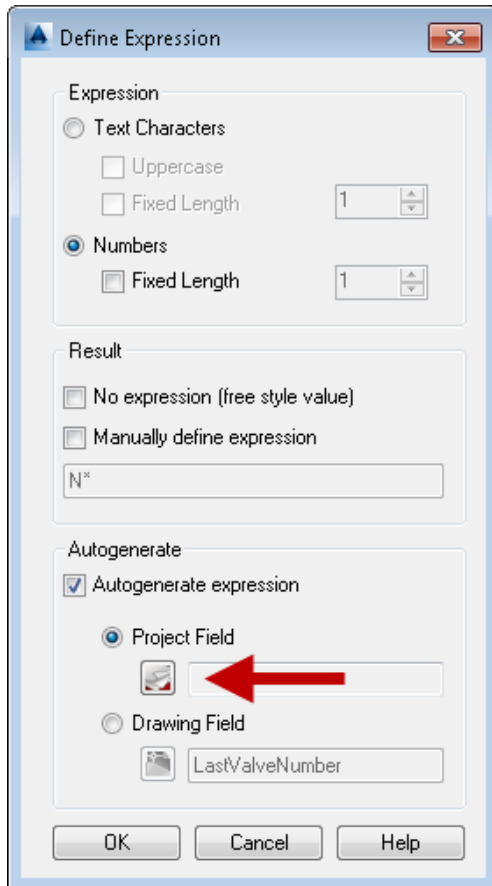 Define Expression
Expression
Text Characters
Uppercase
Fixed Length 1
Numbers
Fixed Length 1
Result
No expression (free style value)
Manually define expression
N*
Autogenerate
Autogenerate expression
Project Field
Drawing Field
LastValveNumber
OK Cancel Help